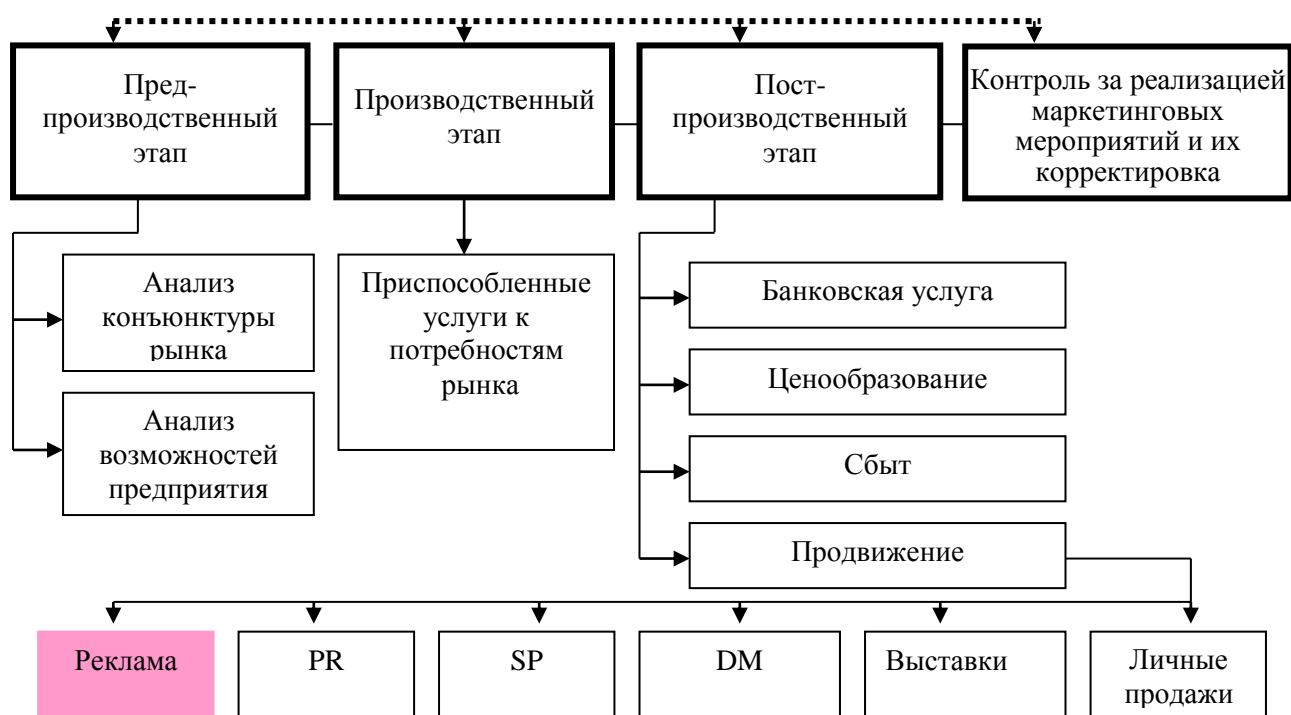 Пред-
производственный
этап
Производственный
этап
Пост-
производственный
этап
Контроль за реализацией
маркетинговых
мероприятий и их
корректировка
Анализ
конъюнктуры
рынка
Анализ
возможностей
предприятия
Приспособленные
услуги к
потребностям
рынка
Банковская услуга
Ценообразование
Сбыт
Продвижение
Реклама
PR
SP
DM
Выставки
Личные
продажи